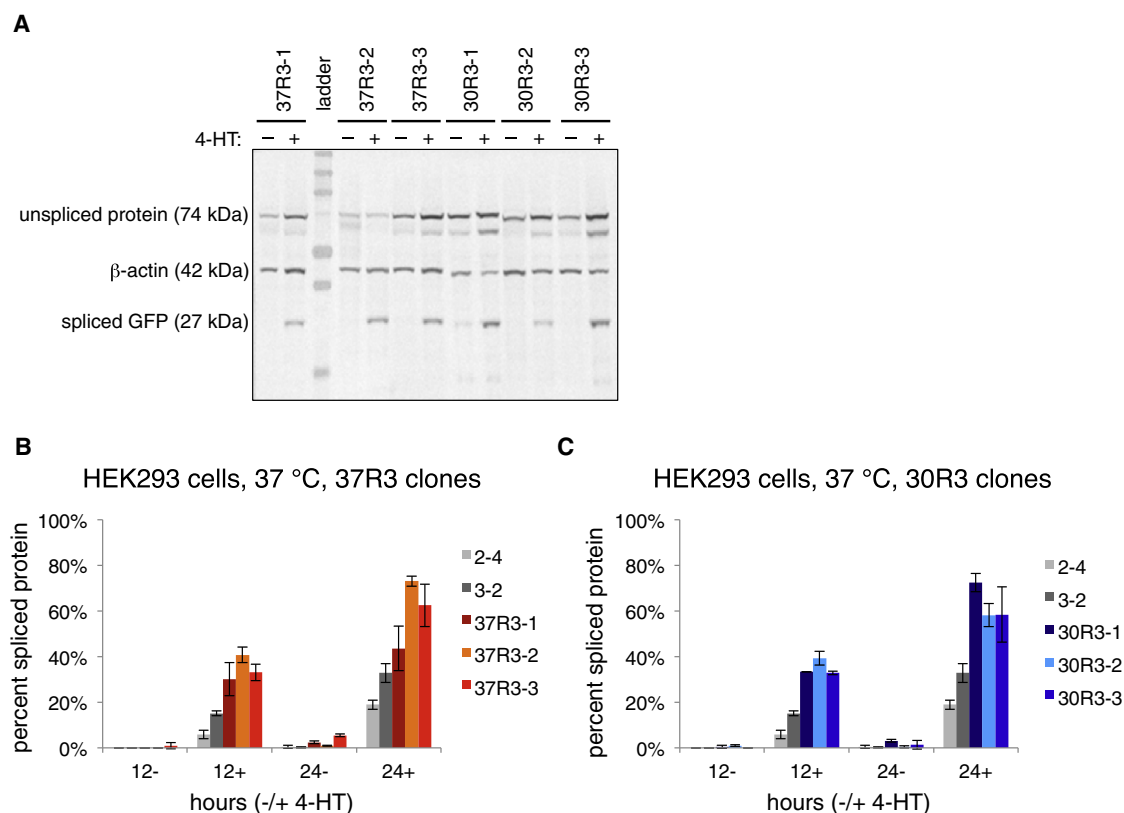 A
37R3-1
ladder
37R3-2
37R3-3
30R3-1
30R3-2
30R3-3
4-HT: – + – + – + – + – + – +
unspliced protein (74 kDa)
β-actin (42 kDa)
spliced GFP (27 kDa)
B
HEK293 cells, 37 °C, 37R3 clones
percent spliced protein
100%
80%
60%
40%
20%
0%
12- 12+ 24- 24+
hours (-/+ 4-HT)
2-4
3-2
37R3-1
37R3-2
37R3-3
C
HEK293 cells, 37 °C, 30R3 clones
percent spliced protein
100%
80%
60%
40%
20%
0%
12- 12+ 24- 24+
hours (-/+ 4-HT)
2-4
3-2
30R3-1
30R3-2
30R3-3